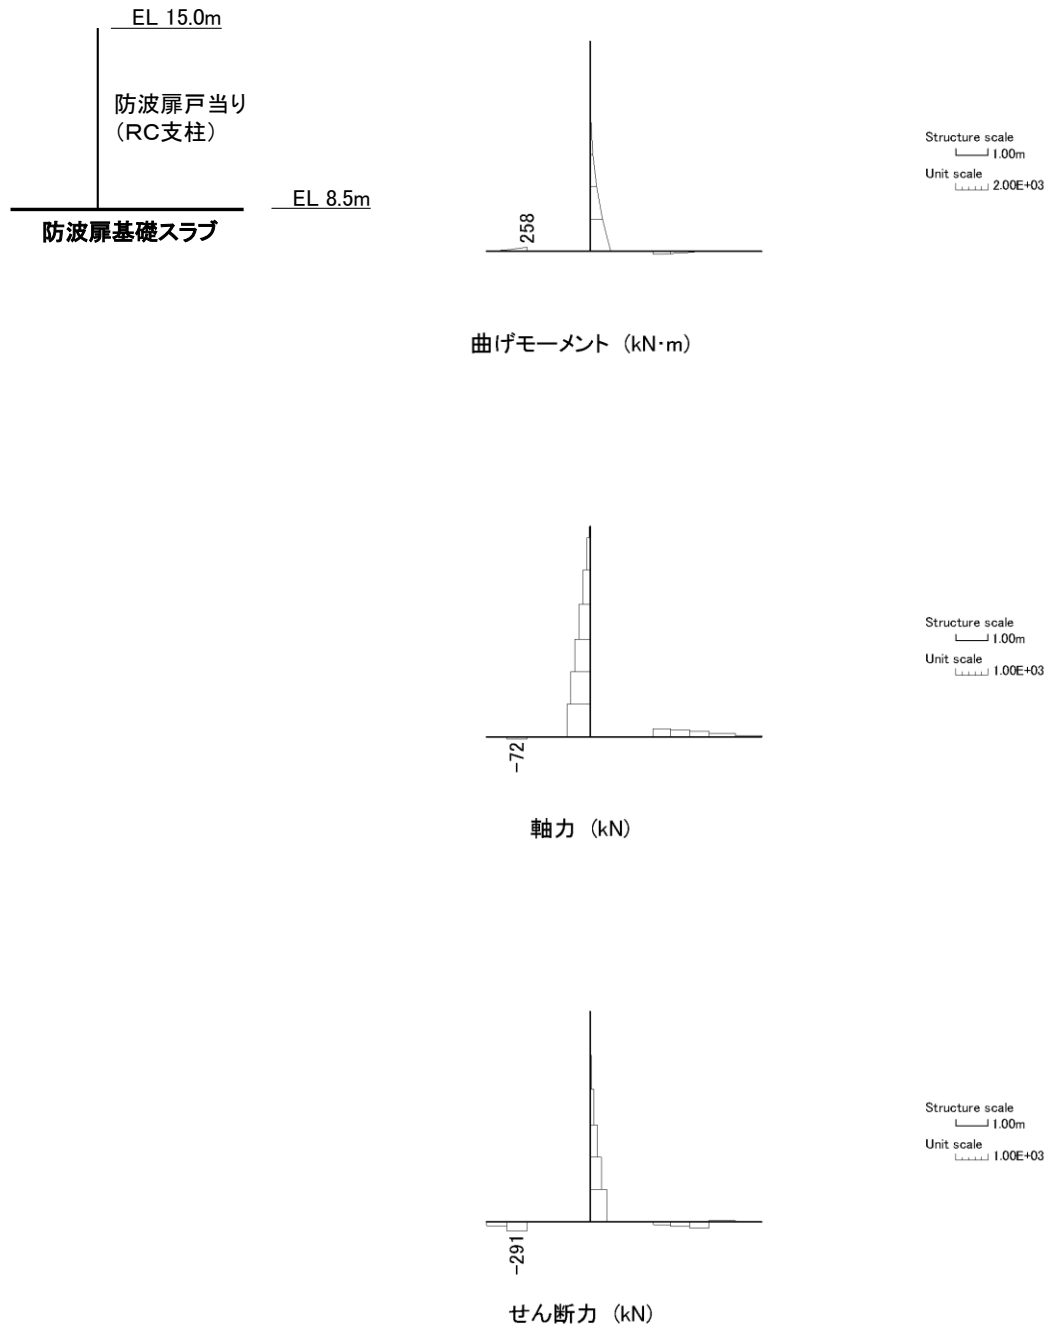 EL 15.0m
防波扉戸当り
（RC支柱）
EL 8.5m
防波扉基礎スラブ
258
Structure scale
1.00m
Unit scale
2.00E+03
曲げモーメント (kN･m)
-72
Structure scale
1.00m
Unit scale
1.00E+03
軸力 (kN)
-291
Structure scale
1.00m
Unit scale
1.00E+03
せん断力 (kN)